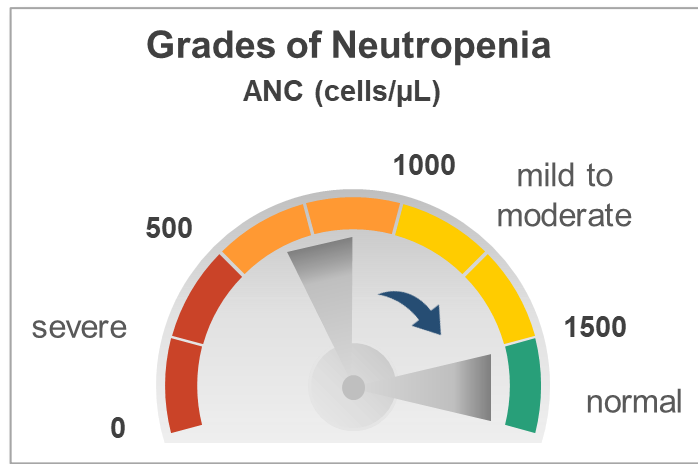 Grades of Neutropenia
ANC (cells/µL)
1000
mild to
moderate
500
severe
1500
normal
0